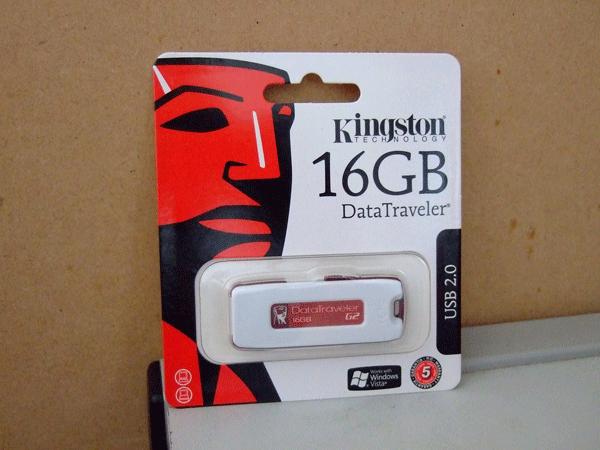 Kingston
TECHNOLOGY
16GB
DataTraveler
USB 2.0
DataTraveler
16GB
G2
Works with
Windows
Vista
5